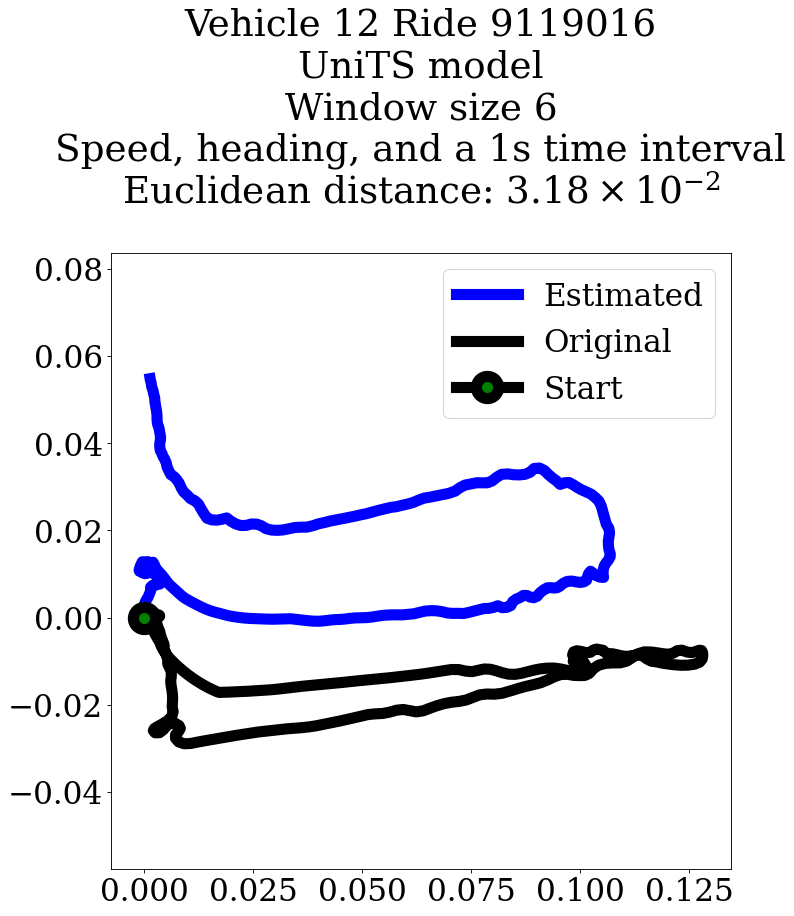 Vehicle 12 Ride 9119016
UniTS model
Window size 6
Speed, heading, and a 1s time interval
Euclidean distance: 3.18 × 10⁻²
Estimated
Original
Start
0.08
0.06
0.04
0.02
0.00
−0.02
−0.04
0.000 0.025 0.050 0.075 0.100 0.125